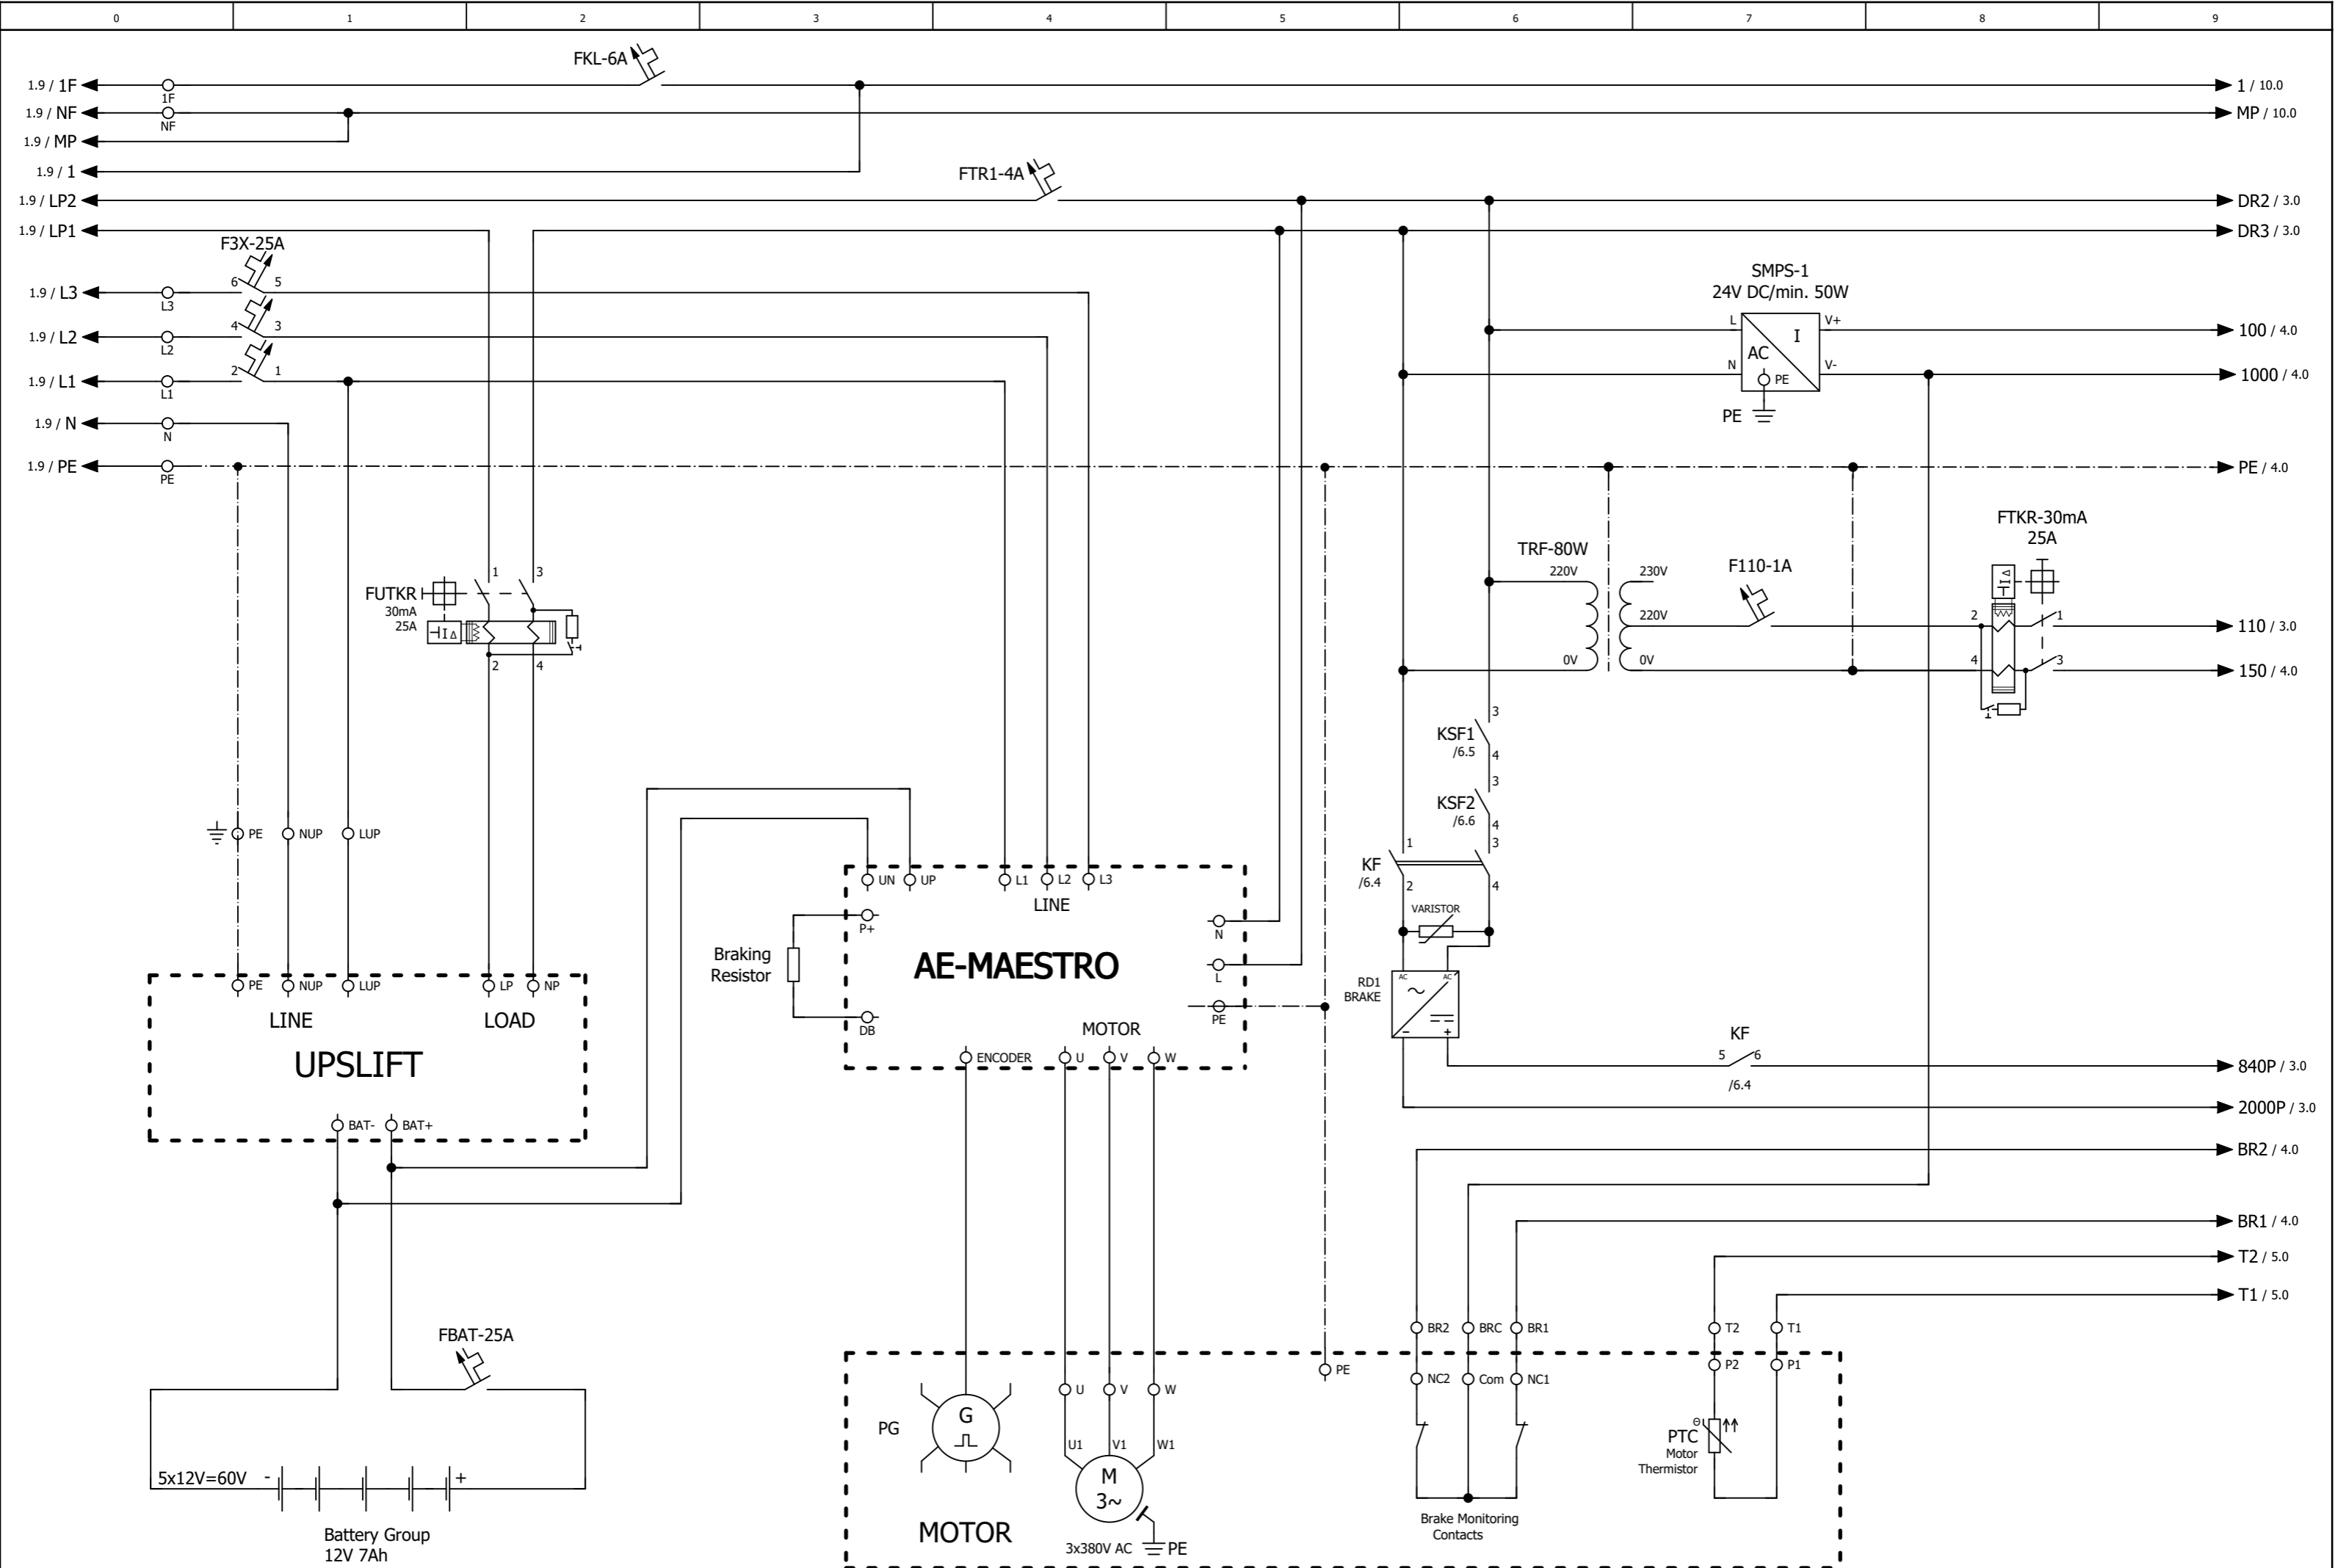 0 1 2 3 4 5 6 7 8 9
FKL-6A
1.9 / 1F
1F
1 / 10.0
1.9 / NF
NF
MP / 10.0
1.9 / MP
1.9 / 1
FTR1-4A
1.9 / LP2
DR2 / 3.0
1.9 / LP1
DR3 / 3.0
F3X-25A
SMPS-1
24V DC/min. 50W
6 5
1.9 / L3
L3
4 3
L V+
I
1.9 / L2
L2
100 / 4.0
AC
2 1
N V-
1.9 / L1
L1
PE
1000 / 4.0
PE
1.9 / N
N
1.9 / PE
PE
PE / 4.0
FTKR-30mA
25A
TRF-80W
220V 230V
F110-1A
I Δ
1 3
FUTKR
30mA
25A
I Δ
220V
2 1
110 / 3.0
0V 0V
4 3
150 / 4.0
2 4
3
KSF1
/6.5
4
3
KSF2
/6.6
4
PE NUP LUP
1 3
KF
/6.4
2 4
UN UP L1 L2 L3
LINE
VARISTOR
P+
N
Braking
Resistor
AE-MAESTRO
L
AC AC
RD1
BRAKE
- +
PE NUP LUP LP NP
LINE LOAD
DB
PE
MOTOR
UPSLIFT
ENCODER U V W
KF
5 6
/6.4
840P / 3.0
2000P / 3.0
BAT- BAT+
BR2 / 4.0
BR1 / 4.0
T2 / 5.0
T1 / 5.0
FBAT-25A
BR2 BRC BR1 T2 T1
PE
P2 P1
NC2 Com NC1
U V W
PG
G
Θ
PTC
Motor
Thermistor
U1 V1 W1
5x12V=60V - +
M
3~
Brake Monitoring
Contacts
Battery Group
12V 7Ah
MOTOR
3x380V AC
PE